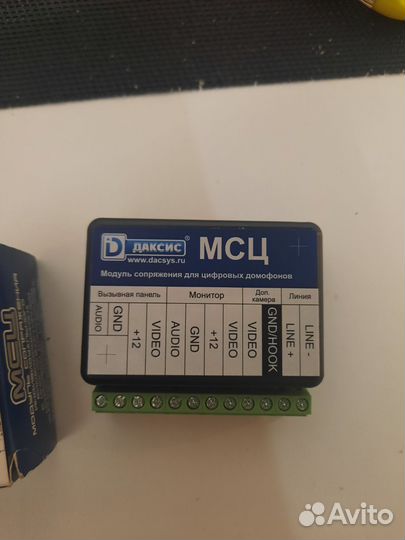 ДАКСИС ®
www.dacsys.ru
МСЦ
Модуль сопряжения для цифровых домофонов
Вызывная панель
Монитор
Доп. камера
Линия
AUDIO
GND
+12
VIDEO
AUDIO
GND
+12
VIDEO
VIDEO
GND/HOOK
LINE +
LINE -
МСЦ
Avito